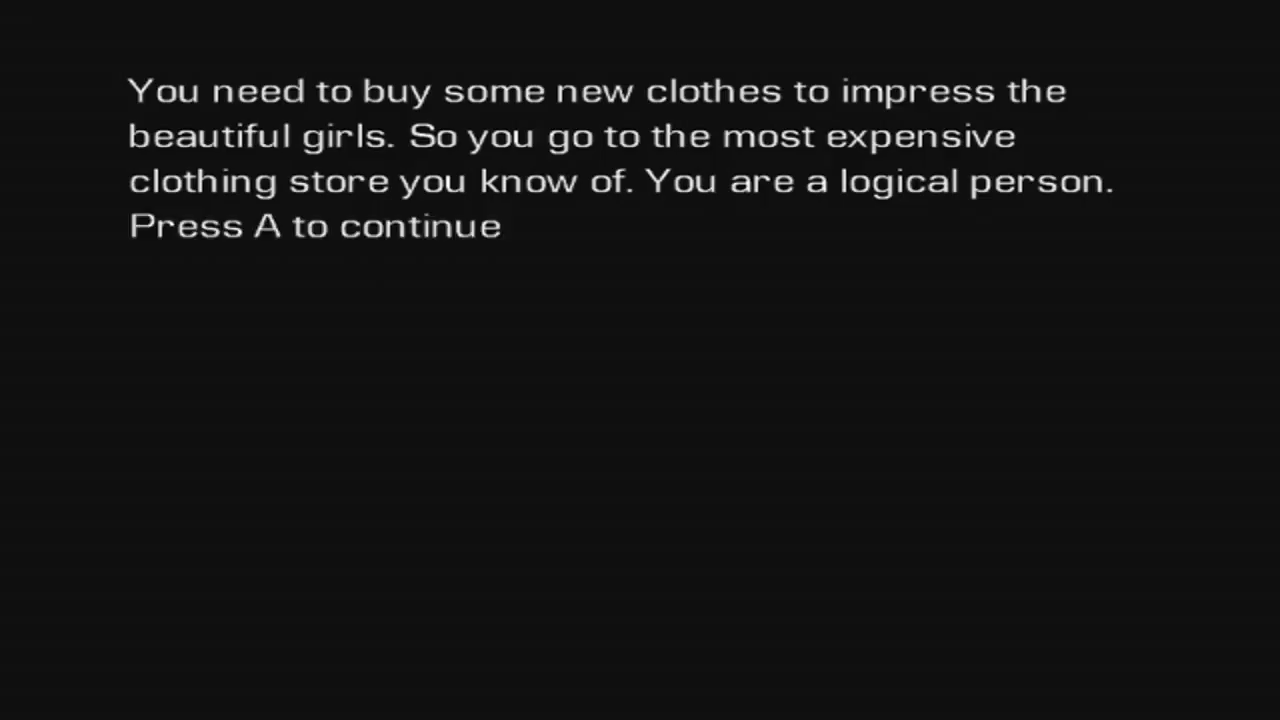 You need to buy some new clothes to impress the
beautiful girls. So you go to the most expensive
clothing store you know of. You are a logical person.
Press A to continue